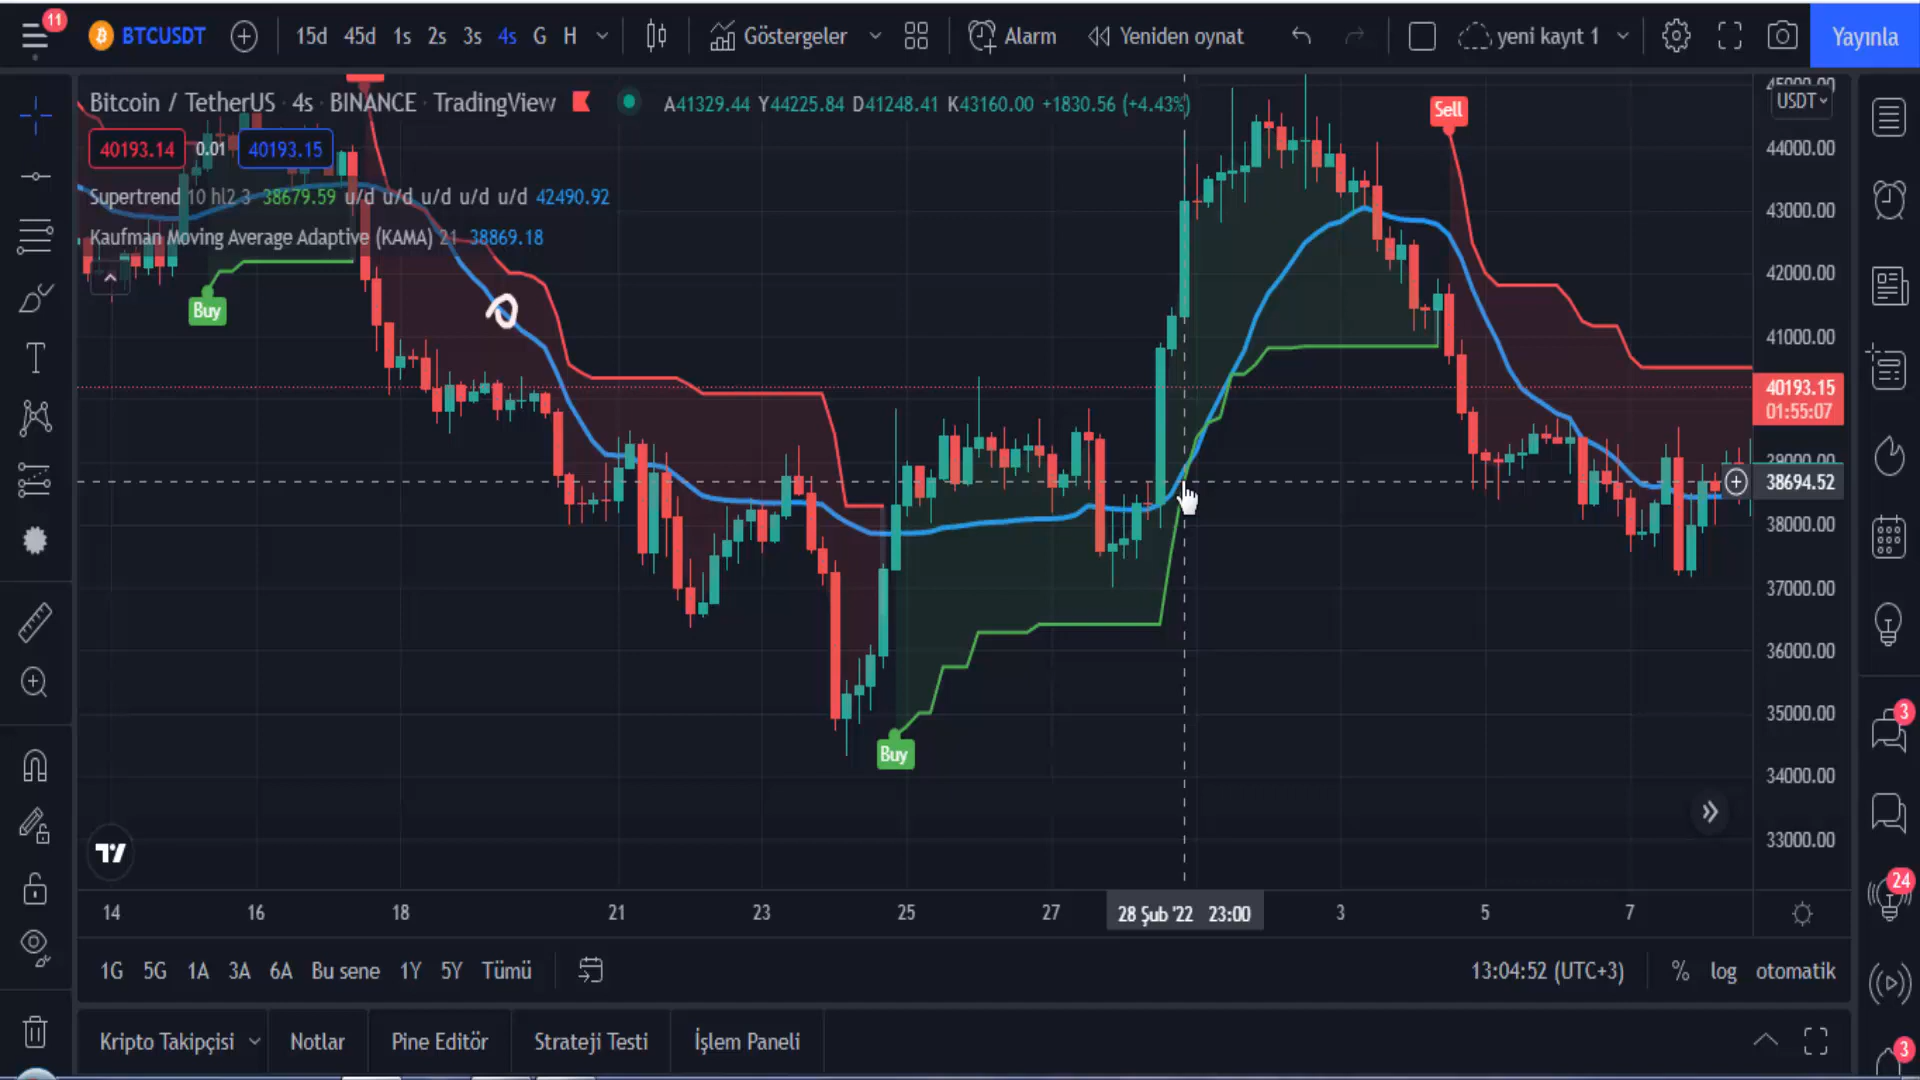 11
BTCUSDT
15d 45d 1s 2s 3s 4s G H
Göstergeler
Alarm
Yeniden oynat
yeni kayıt 1
Yayınla
Bitcoin / TetherUS · 4s · BINANCE · TradingView
A41329.44 Y44225.84 D41248.41 K43160.00 +1830.56 (+4.43%)
40193.14 0.01 40193.15
Supertrend 10 hl2 3 38679.59 u/d u/d u/d u/d u/d 42490.92
Kaufman Moving Average Adaptive (KAMA) 21 38869.18
Buy
Buy
Sell
45000.00
USDT
44000.00
43000.00
42000.00
41000.00
40193.15
01:55:07
39000.00
38694.52
38000.00
37000.00
36000.00
35000.00
34000.00
33000.00
14 16 18 21 23 25 27 28 Şub '22 23:00 3 5 7
1G 5G 1A 3A 6A Bu sene 1Y 5Y Tümü
13:04:52 (UTC+3)
% log otomatik
Kripto Takipçisi
Notlar
Pine Editör
Strateji Testi
İşlem Paneli
3
24
3